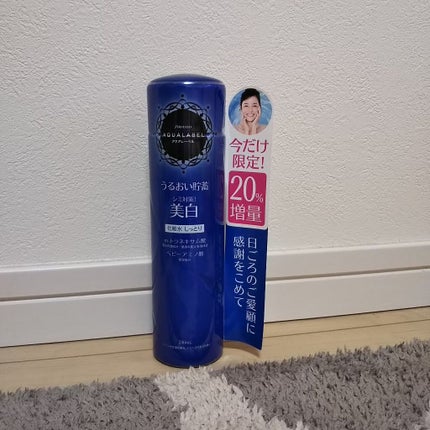 SHISEIDO
AQUALABEL
アクアレーベル
うるおい貯蓄
シミ対策!
美白
化粧水 しっとり
m-トラネキサム酸
ベビーアミノ酸
今だけ
限定!
20%
増量
日ごろのご愛顧に
感謝をこめて